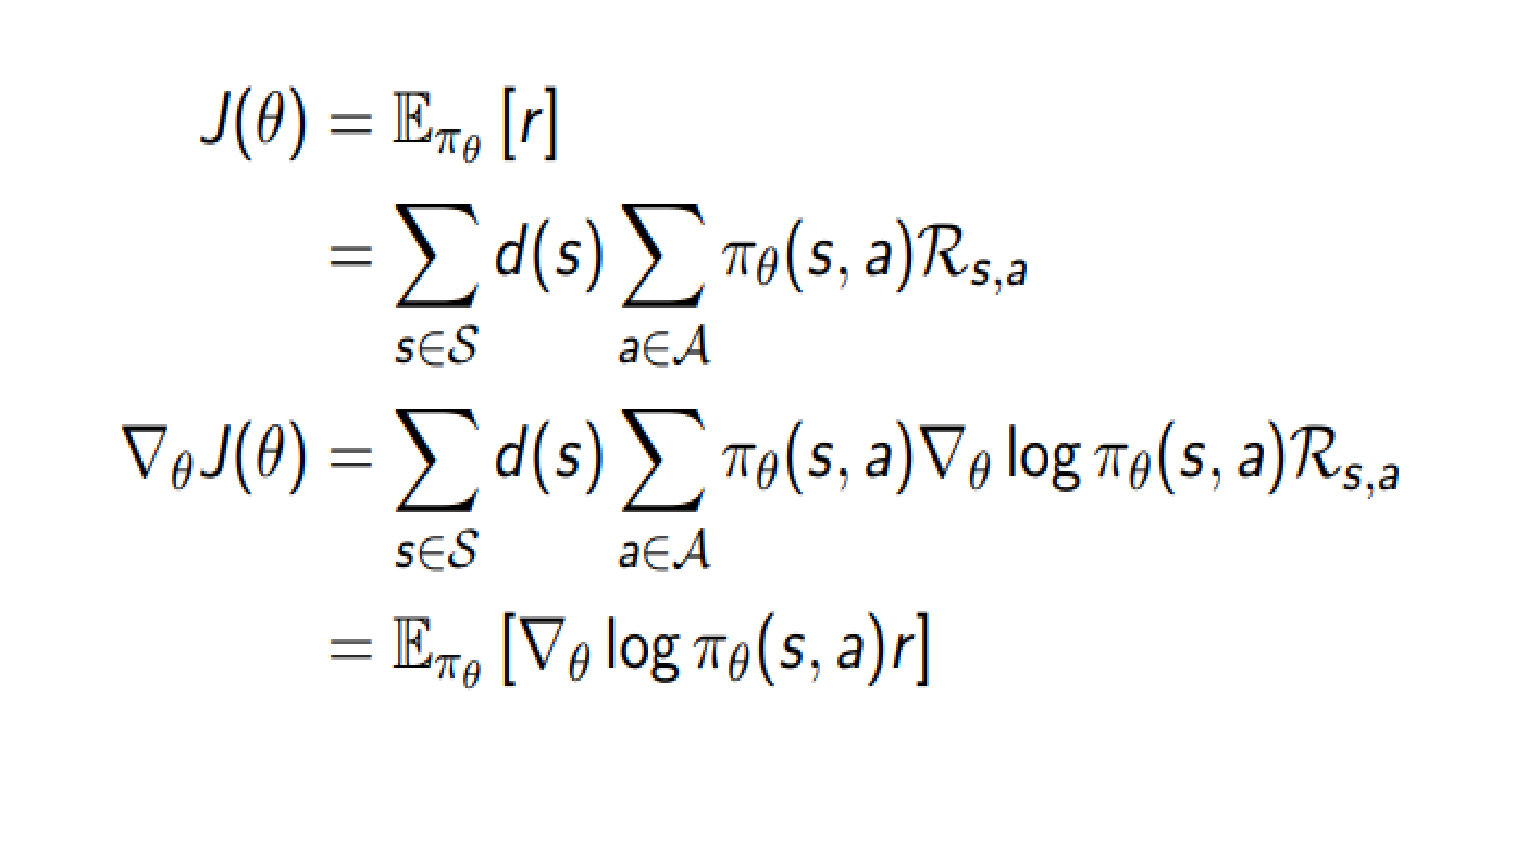 J(θ) = 𝔼_{π_θ} [r]
= ∑_{s∈𝒮} d(s) ∑_{a∈𝒜} π_θ(s, a)ℛ_{s,a}
∇_θ J(θ) = ∑_{s∈𝒮} d(s) ∑_{a∈𝒜} π_θ(s, a)∇_θ log π_θ(s, a)ℛ_{s,a}
= 𝔼_{π_θ} [∇_θ log π_θ(s, a)r]